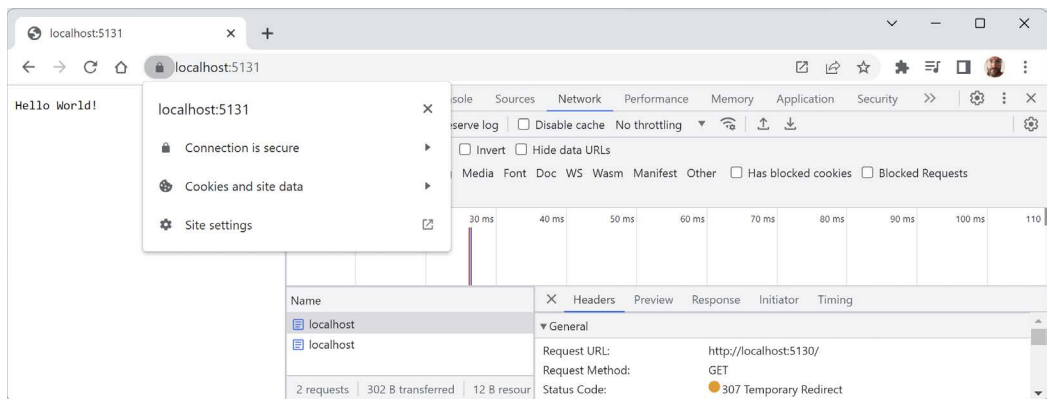 localhost:5131
localhost:5131
Hello World!
localhost:5131
Connection is secure
Cookies and site data
Site settings
Sources Network Performance Memory Application Security
Disable cache No throttling
Invert Hide data URLs
Media Font Doc WS Wasm Manifest Other Has blocked cookies Blocked Requests
30 ms 40 ms 50 ms 60 ms 70 ms 80 ms 90 ms 100 ms 110
Name
localhost
localhost
2 requests 302 B transferred 12 B resour
Headers Preview Response Initiator Timing
General
Request URL: http://localhost:5130/
Request Method: GET
Status Code: 307 Temporary Redirect